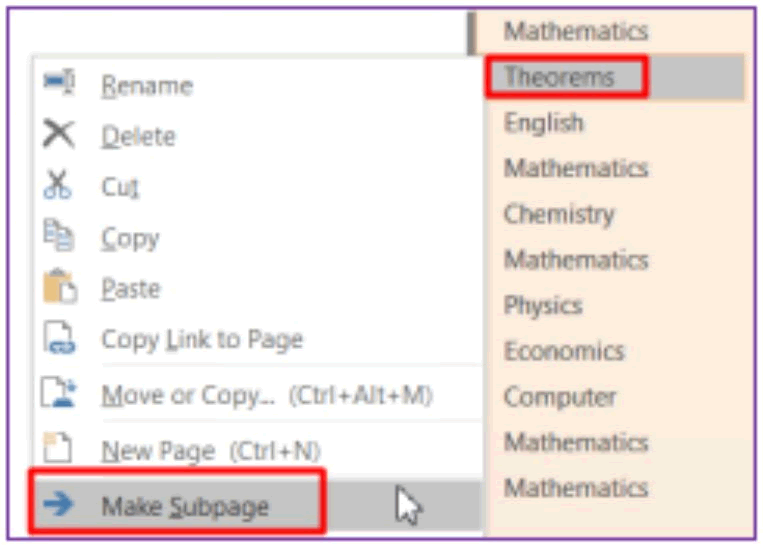 Rename
Delete
Cut
Copy
Paste
Copy Link to Page
Move or Copy... (Ctrl+Alt+M)
New Page (Ctrl+N)
Make Subpage
Mathematics
Theorems
English
Mathematics
Chemistry
Mathematics
Physics
Economics
Computer
Mathematics
Mathematics